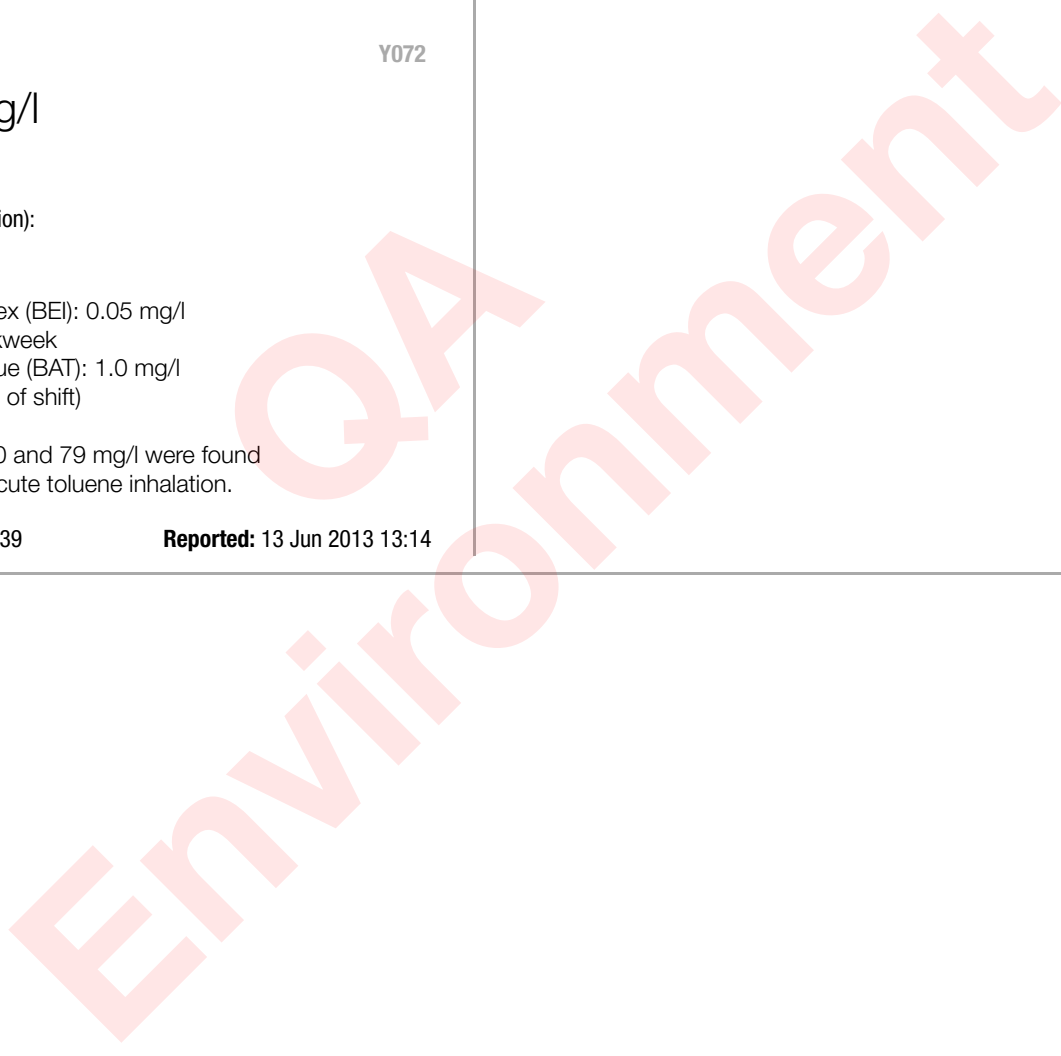 Y072
g/l
ion):
ex (BEI): 0.05 mg/l
kweek
ue (BAT): 1.0 mg/l
of shift)
0 and 79 mg/l were found
cute toluene inhalation.
39 Reported: 13 Jun 2013 13:14
QA
Environment